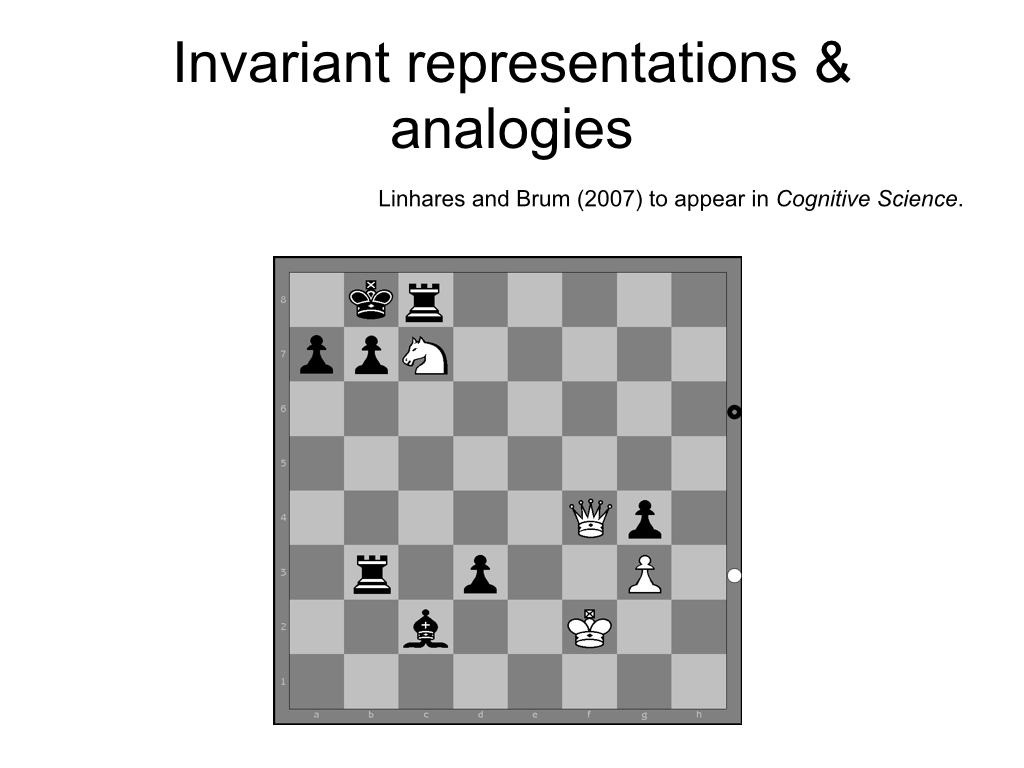 Invariant representations &
analogies
Linhares and Brum (2007) to appear in Cognitive Science.
8
7
6
5
4
3
2
1
a b c d e f g h